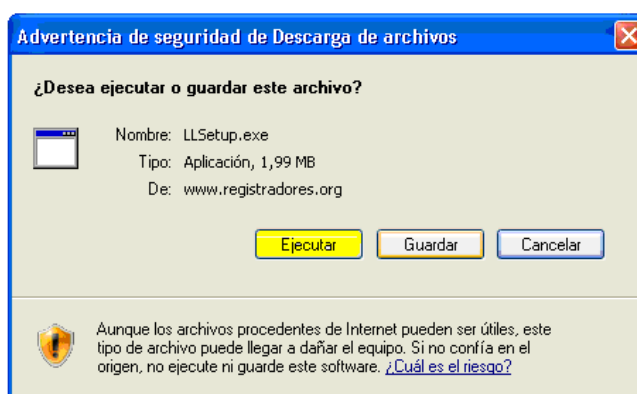 Advertencia de seguridad de Descarga de archivos
¿Desea ejecutar o guardar este archivo?
Nombre: LLSetup.exe
Tipo: Aplicación, 1,99 MB
De: www.registradores.org
Ejecutar Guardar Cancelar
Aunque los archivos procedentes de Internet pueden ser útiles, este
tipo de archivo puede llegar a dañar el equipo. Si no confía en el
origen, no ejecute ni guarde este software. ¿Cuál es el riesgo?